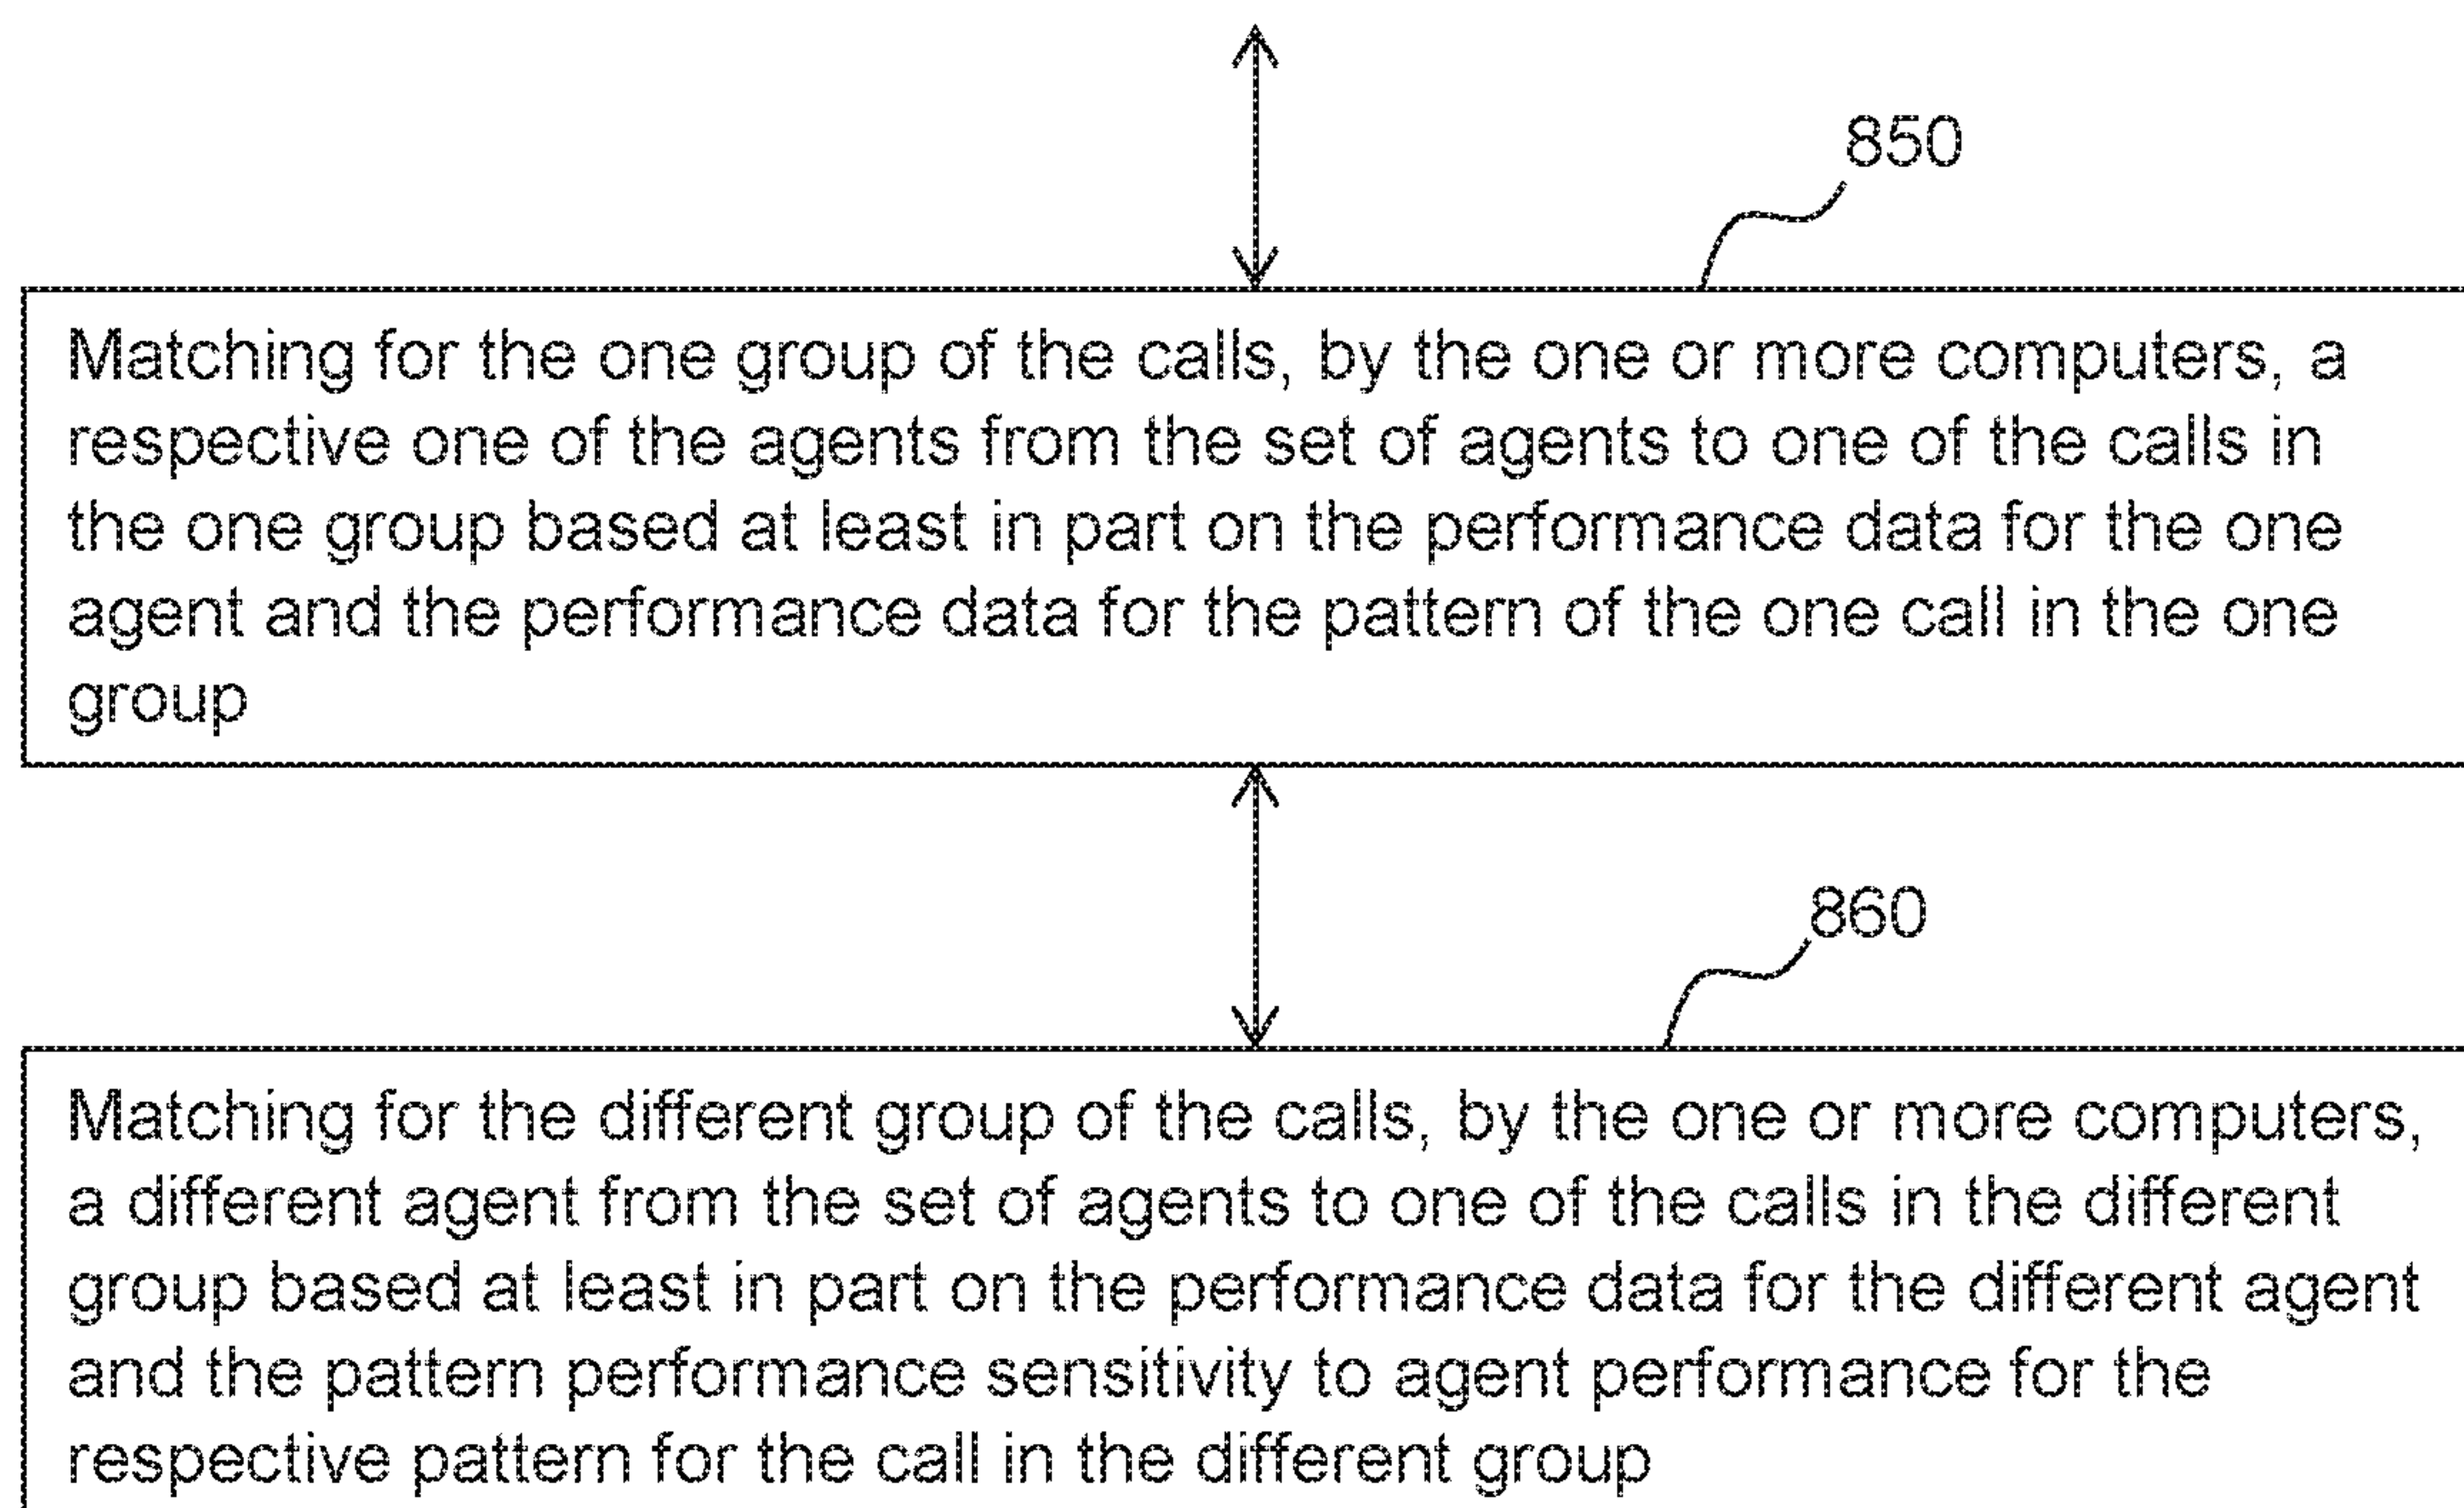 850
Matching for the one group of the calls, by the one or more computers, a
respective one of the agents from the set of agents to one of the calls in
the one group based at least in part on the performance data for the one
agent and the performance data for the pattern of the one call in the one
group
860
Matching for the different group of the calls, by the one or more computers,
a different agent from the set of agents to one of the calls in the different
group based at least in part on the performance data for the different agent
and the pattern performance sensitivity to agent performance for the
respective pattern for the call in the different group